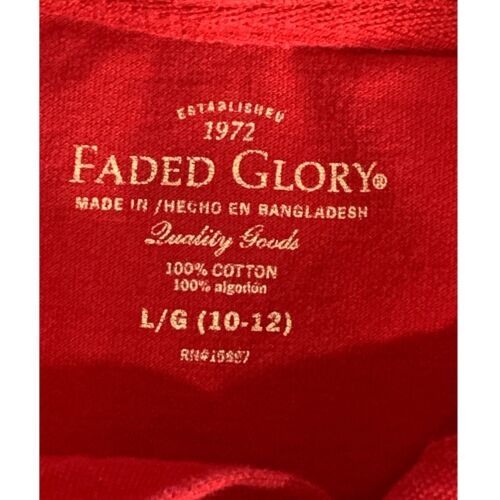 ESTABLISHED
1972
FADED GLORY®
MADE IN /HECHO EN BANGLADESH
Quality Goods
100% COTTON
100% algodón
L/G (10-12)